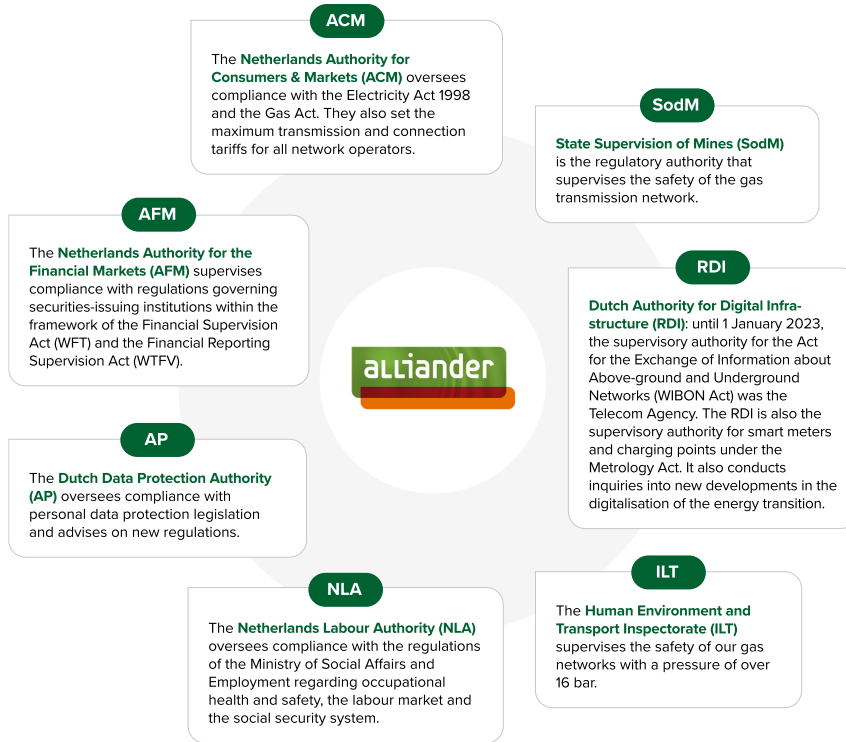 ACM
The Netherlands Authority for
Consumers & Markets (ACM) oversees
compliance with the Electricity Act 1998
and the Gas Act. They also set the
maximum transmission and connection
tariffs for all network operators.
SodM
State Supervision of Mines (SodM)
is the regulatory authority that
supervises the safety of the gas
transmission network.
AFM
The Netherlands Authority for the
Financial Markets (AFM) supervises
compliance with regulations governing
securities-issuing institutions within the
framework of the Financial Supervision
Act (WFT) and the Financial Reporting
Supervision Act (WTFV).
RDI
Dutch Authority for Digital Infra-
structure (RDI): until 1 January 2023,
the supervisory authority for the Act
for the Exchange of Information about
Above-ground and Underground
Networks (WIBON Act) was the
Telecom Agency. The RDI is also the
supervisory authority for smart meters
and charging points under the
Metrology Act. It also conducts
inquiries into new developments in the
digitalisation of the energy transition.
alliander
AP
The Dutch Data Protection Authority
(AP) oversees compliance with
personal data protection legislation
and advises on new regulations.
NLA
The Netherlands Labour Authority (NLA)
oversees compliance with the regulations
of the Ministry of Social Affairs and
Employment regarding occupational
health and safety, the labour market and
the social security system.
ILT
The Human Environment and
Transport Inspectorate (ILT)
supervises the safety of our gas
networks with a pressure of over
16 bar.